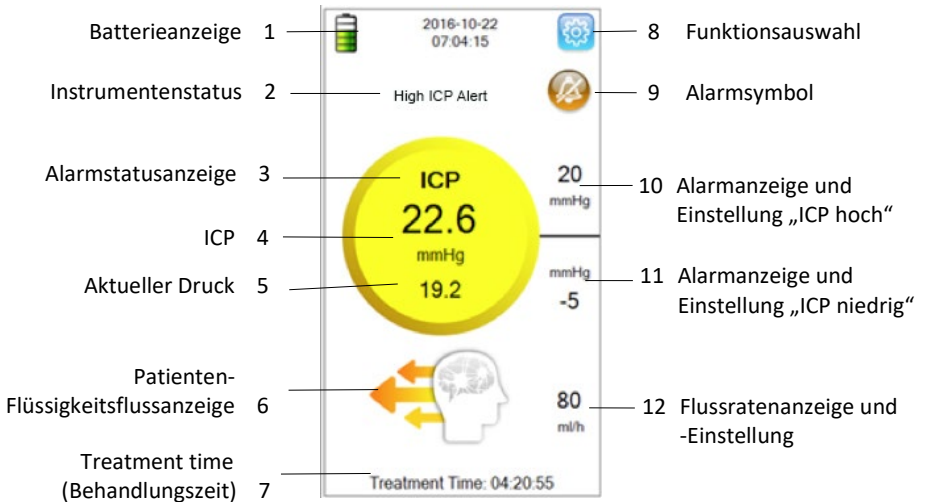 Batterieanzeige 1
Instrumentenstatus 2
Alarmstatusanzeige 3
ICP 4
Aktueller Druck 5
Patienten-
Flüssigkeitsflussanzeige 6
Treatment time
(Behandlungszeit) 7
2016-10-22
07:04:15
High ICP Alert
ICP
22.6
mmHg
19.2
20
mmHg
mmHg
-5
80
ml/h
Treatment Time: 04:20:55
8 Funktionsauswahl
9 Alarmsymbol
10 Alarmanzeige und
Einstellung „ICP hoch“
11 Alarmanzeige und
Einstellung „ICP niedrig“
12 Flussratenanzeige und
-Einstellung